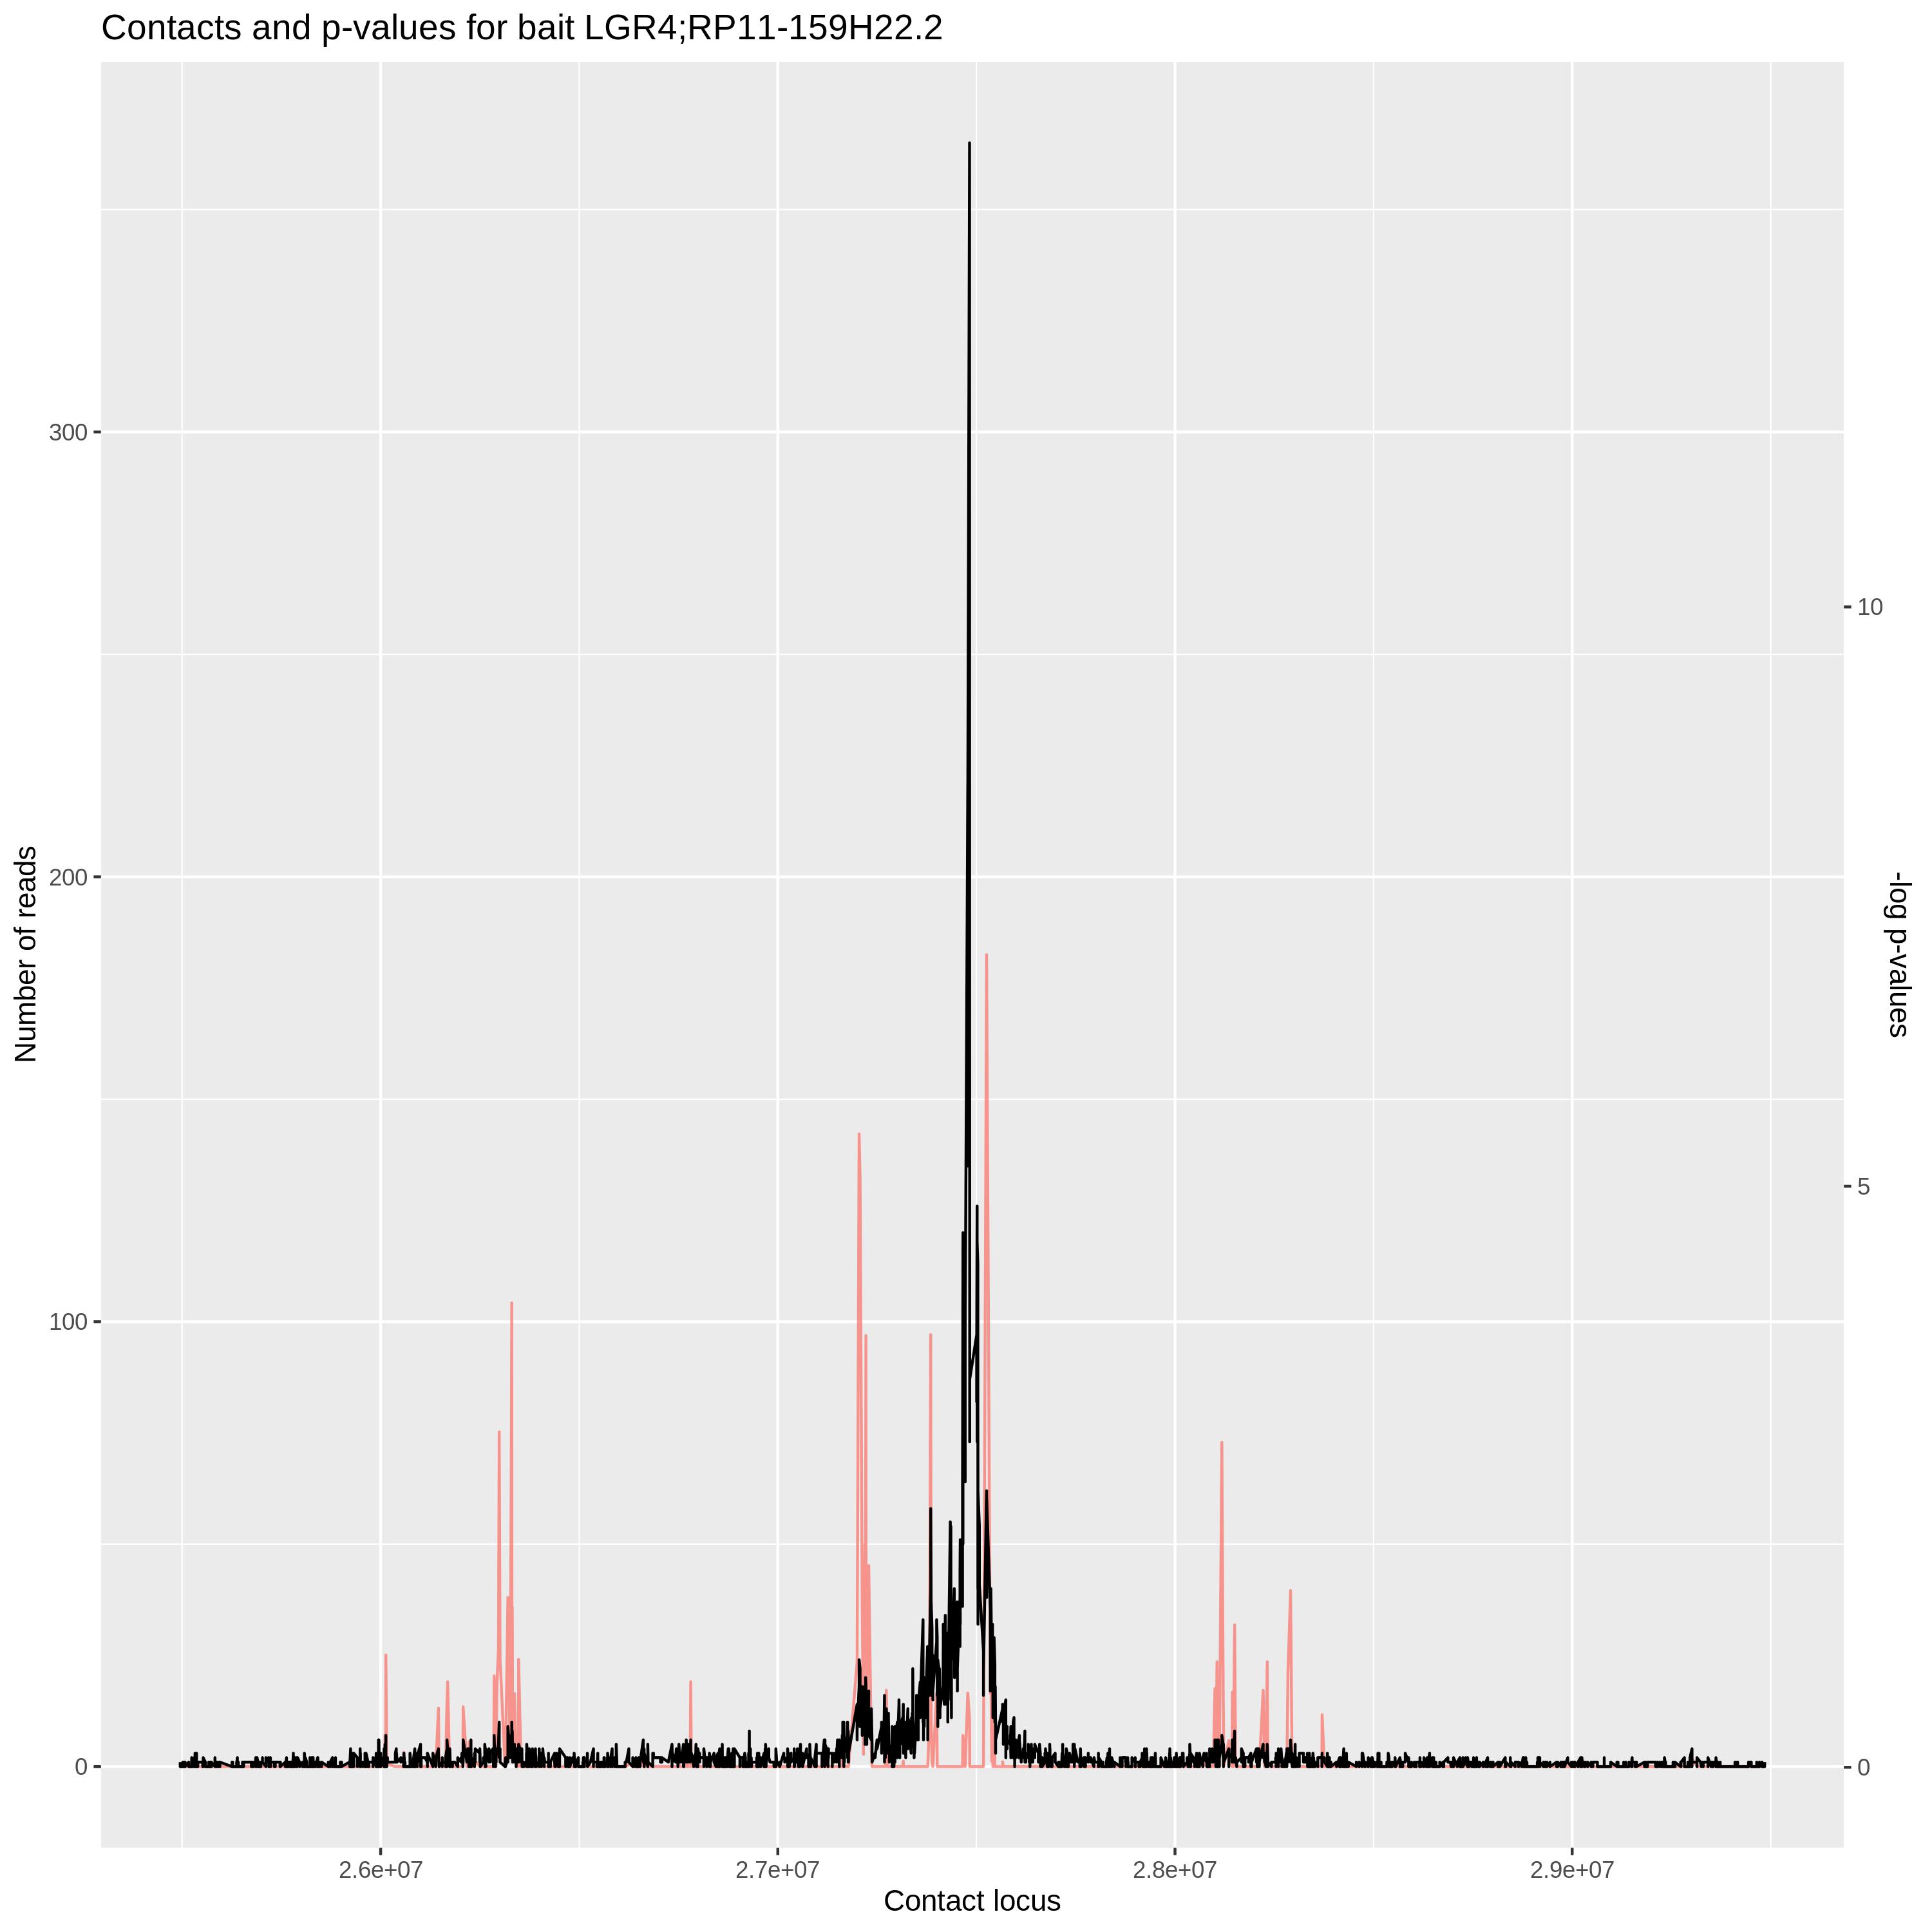 Contacts and p-values for bait LGR4;RP11-159H22.2
Number of reads
300
200
100
0
10
5
0
-log p-values
2.6e+07
2.7e+07
2.8e+07
2.9e+07
Contact locus